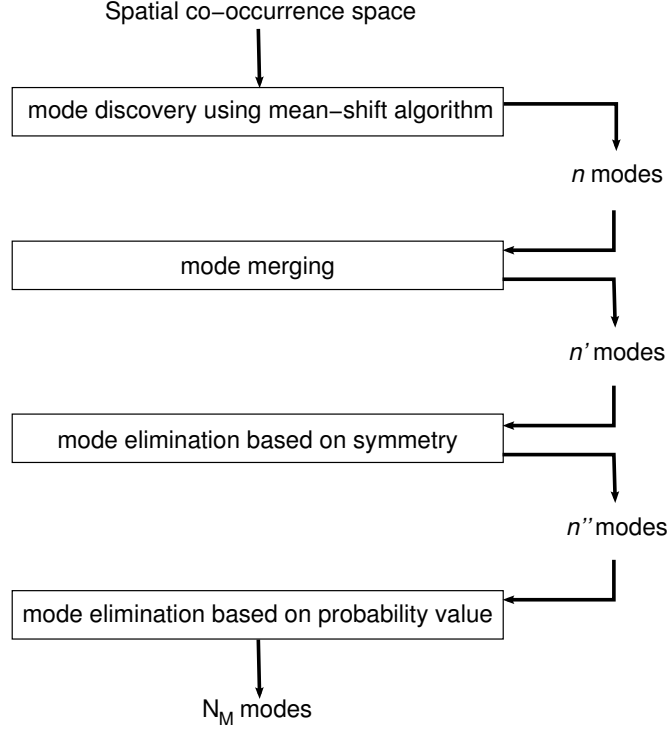 Spatial co−occurrence space
mode discovery using mean−shift algorithm
n modes
mode merging
n’ modes
mode elimination based on symmetry
n’’ modes
mode elimination based on probability value
N_M modes